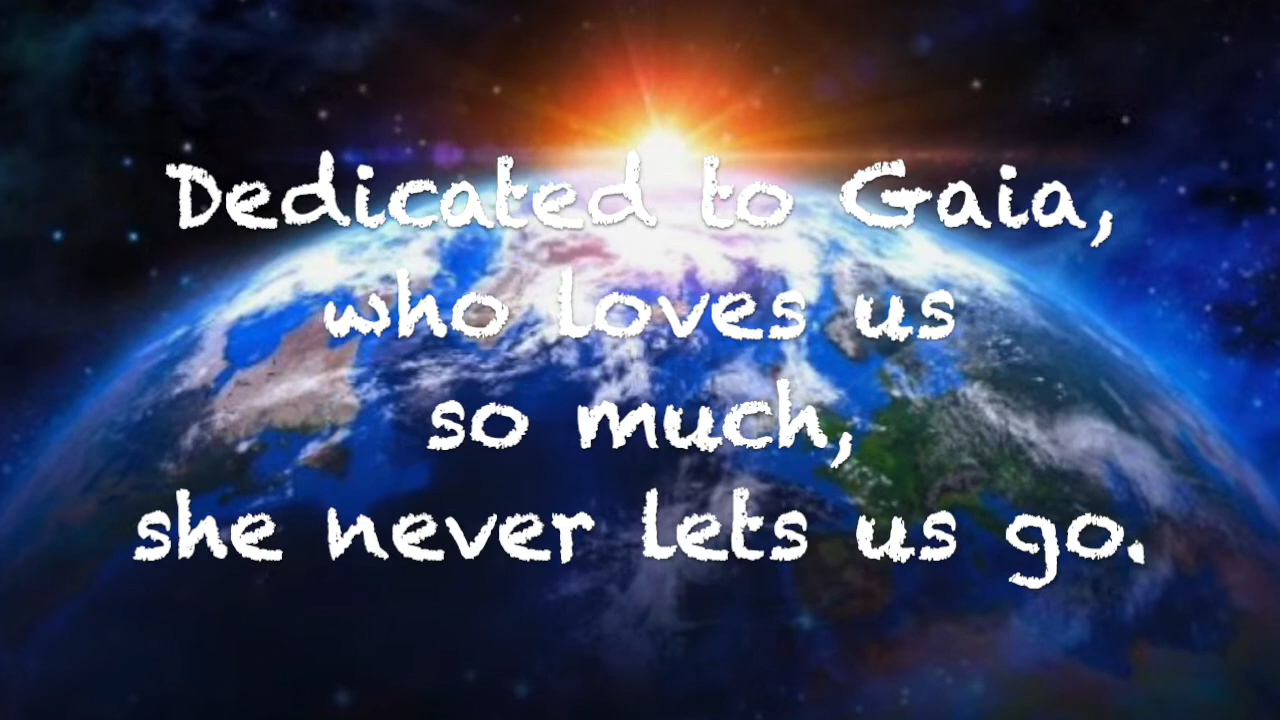 Dedicated to Gaia,
who loves us
so much,
she never lets us go.